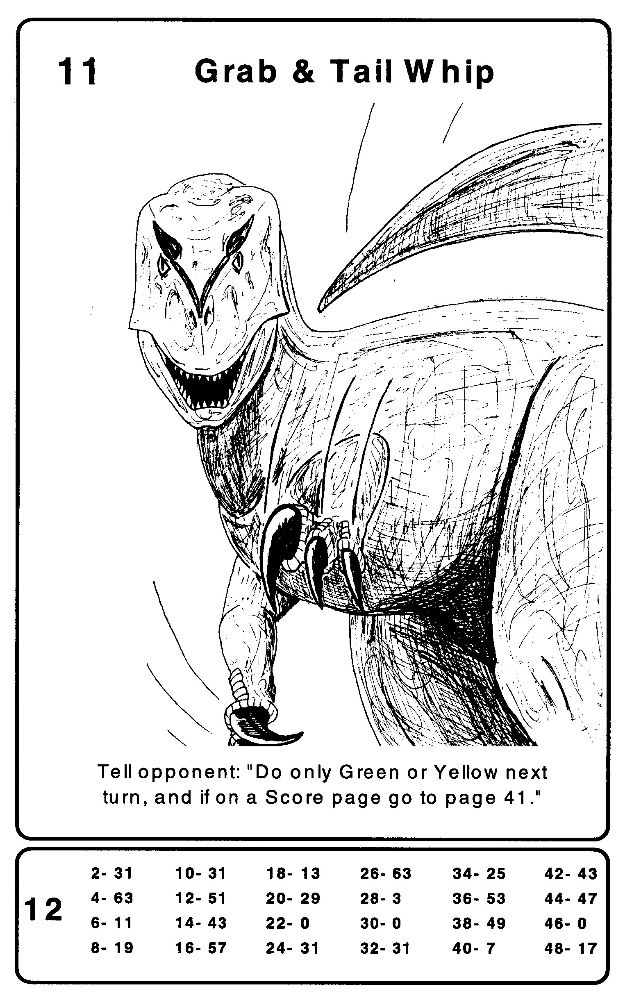 11 Grab & Tail Whip
Tell opponent: "Do only Green or Yellow next
turn, and if on a Score page go to page 41."
12
2- 31 10- 31 18- 13 26- 63 34- 25 42- 43
4- 63 12- 51 20- 29 28- 3 36- 53 44- 47
6- 11 14- 43 22- 0 30- 0 38- 49 46- 0
8- 19 16- 57 24- 31 32- 31 40- 7 48- 17